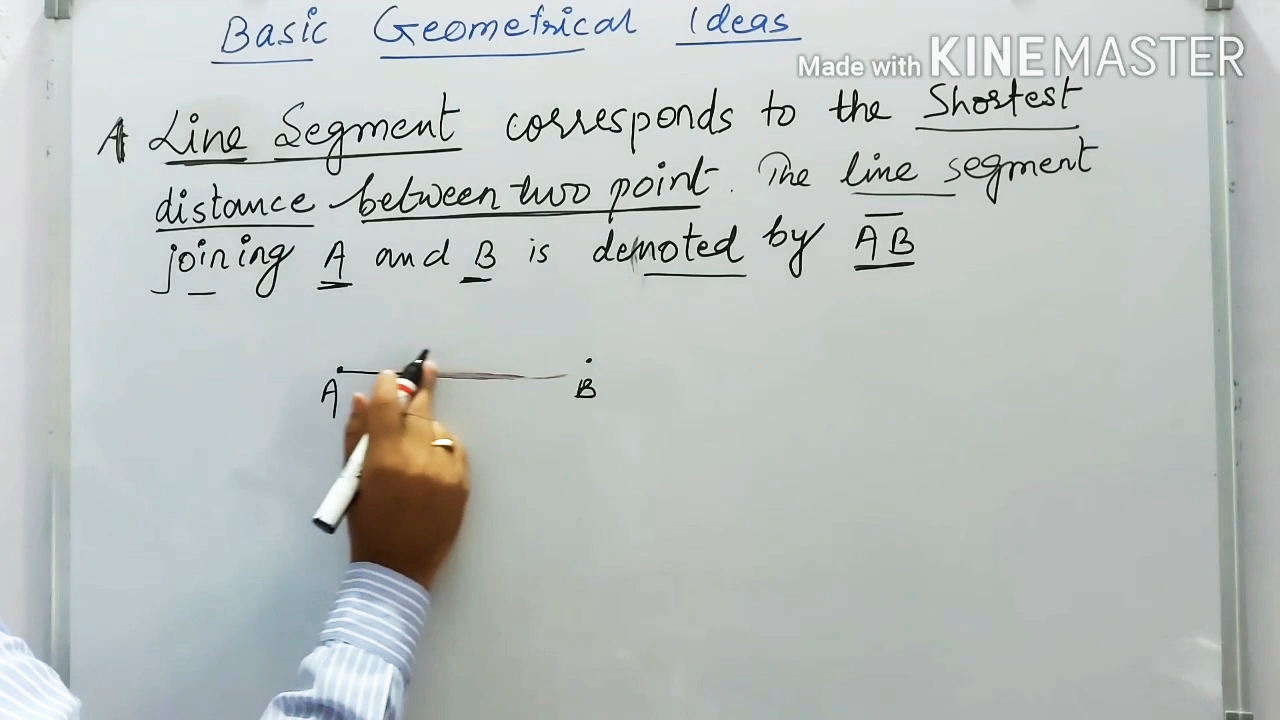 Basic Geometrical Ideas
Made with KINEMASTER
A Line Segment corresponds to the Shortest
distance between two point. The line segment
joining A and B is denoted by A̅B̅
A B